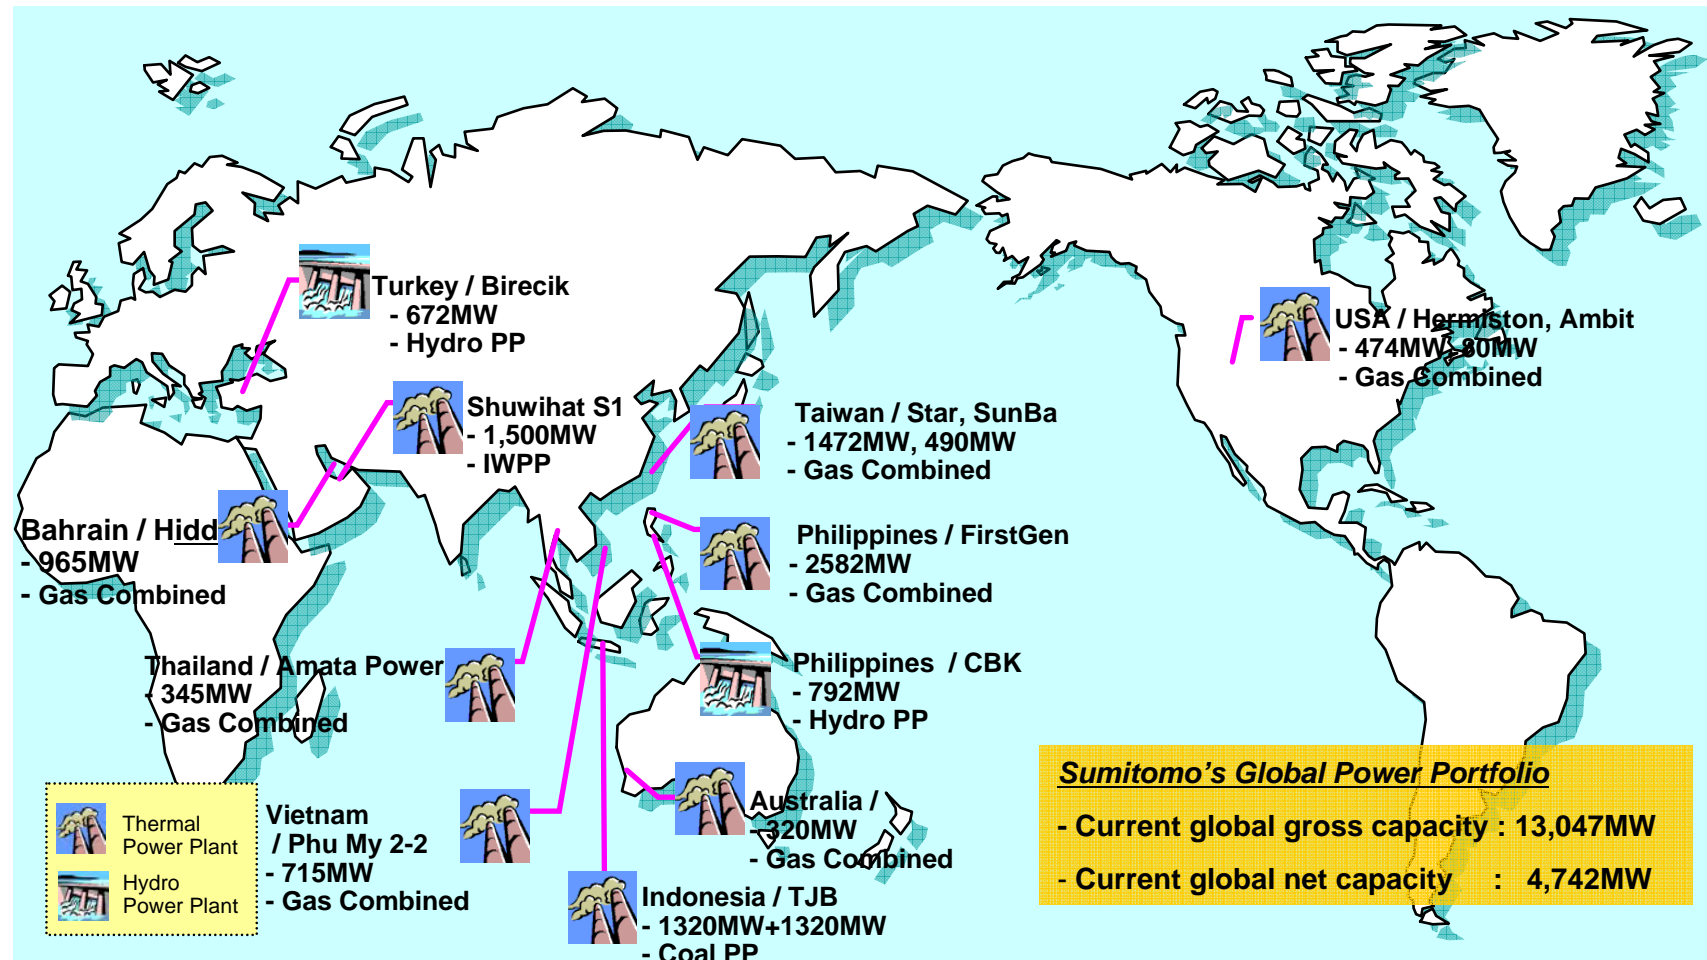 Turkey / Birecik
- 672MW
- Hydro PP
USA / Hermiston, Ambit
- 474MW, 80MW
- Gas Combined
Shuwihat S1
- 1,500MW
- IWPP
Taiwan / Star, SunBa
- 1472MW, 490MW
- Gas Combined
Bahrain / Hidd
- 965MW
- Gas Combined
Philippines / FirstGen
- 2582MW
- Gas Combined
Thailand / Amata Power
- 345MW
- Gas Combined
Philippines / CBK
- 792MW
- Hydro PP
Thermal
Power Plant
Hydro
Power Plant
Vietnam
/ Phu My 2-2
- 715MW
- Gas Combined
Australia /
- 320MW
- Gas Combined
Indonesia / TJB
- 1320MW+1320MW
- Coal PP
Sumitomo's Global Power Portfolio
- Current global gross capacity : 13,047MW
- Current global net capacity : 4,742MW